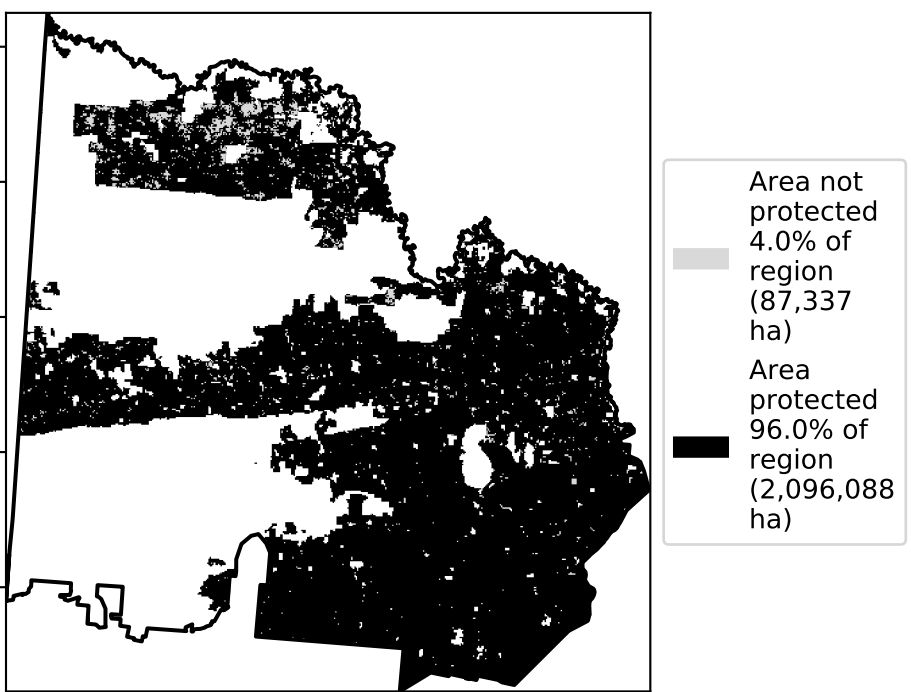 Area not
protected
4.0% of
region
(87,337
ha)
Area
protected
96.0% of
region
(2,096,088
ha)